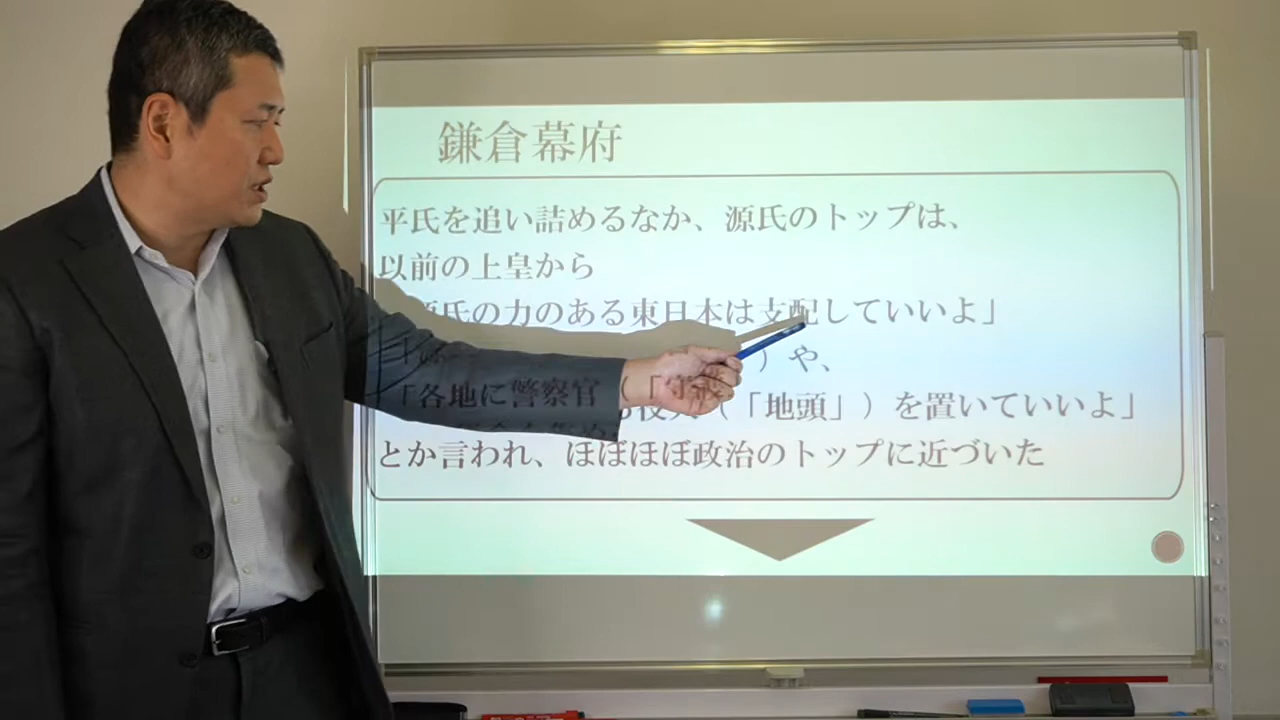 鎌倉幕府
平氏を追い詰めるなか、源氏のトップは、
以前の上皇から
源氏の力のある東日本は支配していいよ」
）や、
「各地に警察官（「守護
（「地頭」）を置いていいよ」
とか言われ、ほぼほぼ政治のトップに近づいた